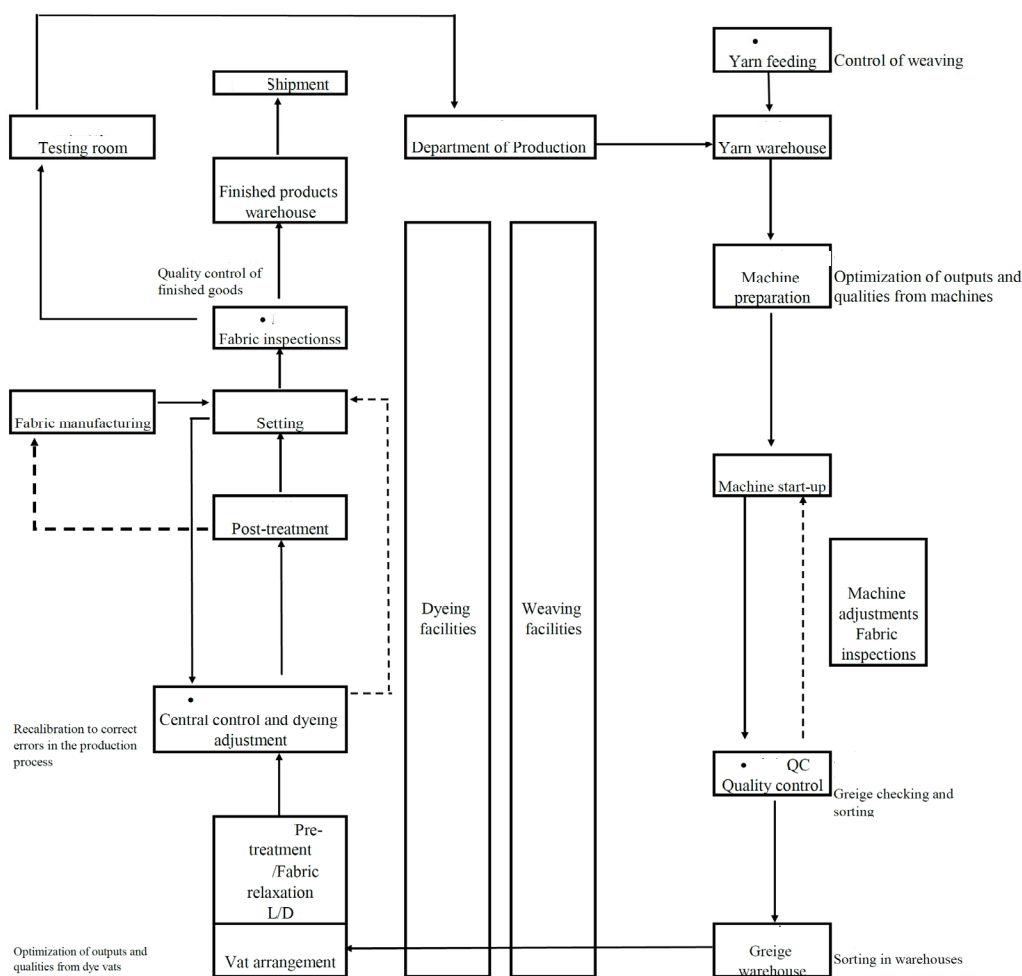 Yarn feeding
Control of weaving
Shipment
Testing room
Department of Production
Yarn warehouse
Finished products
warehouse
Quality control of
finished goods
Machine
preparation
Optimization of outputs and
qualities from machines
Fabric inspectionss
Fabric manufacturing
Setting
Machine start-up
Post-treatment
Dyeing
facilities
Weaving
facilities
Machine
adjustments
Fabric
inspections
Central control and dyeing
adjustment
Recalibration to correct
errors in the production
process
QC
Quality control
Greige checking and
sorting
Pre-
treatment
/Fabric
relaxation
L/D
Optimization of outputs and
qualities from dye vats
Vat arrangement
Greige
warehouse
Sorting in warehouses